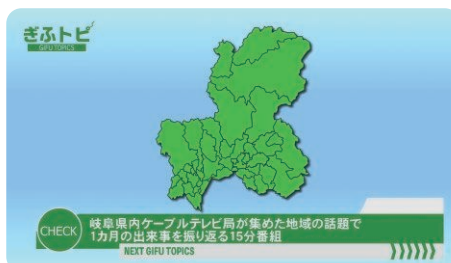 ぎふトピ
GIFU TOPICS
CHECK
岐阜県内ケーブルテレビ局が集めた地域の話題で
1カ月の出来事を振り返る15分番組
NEXT GIFU TOPICS